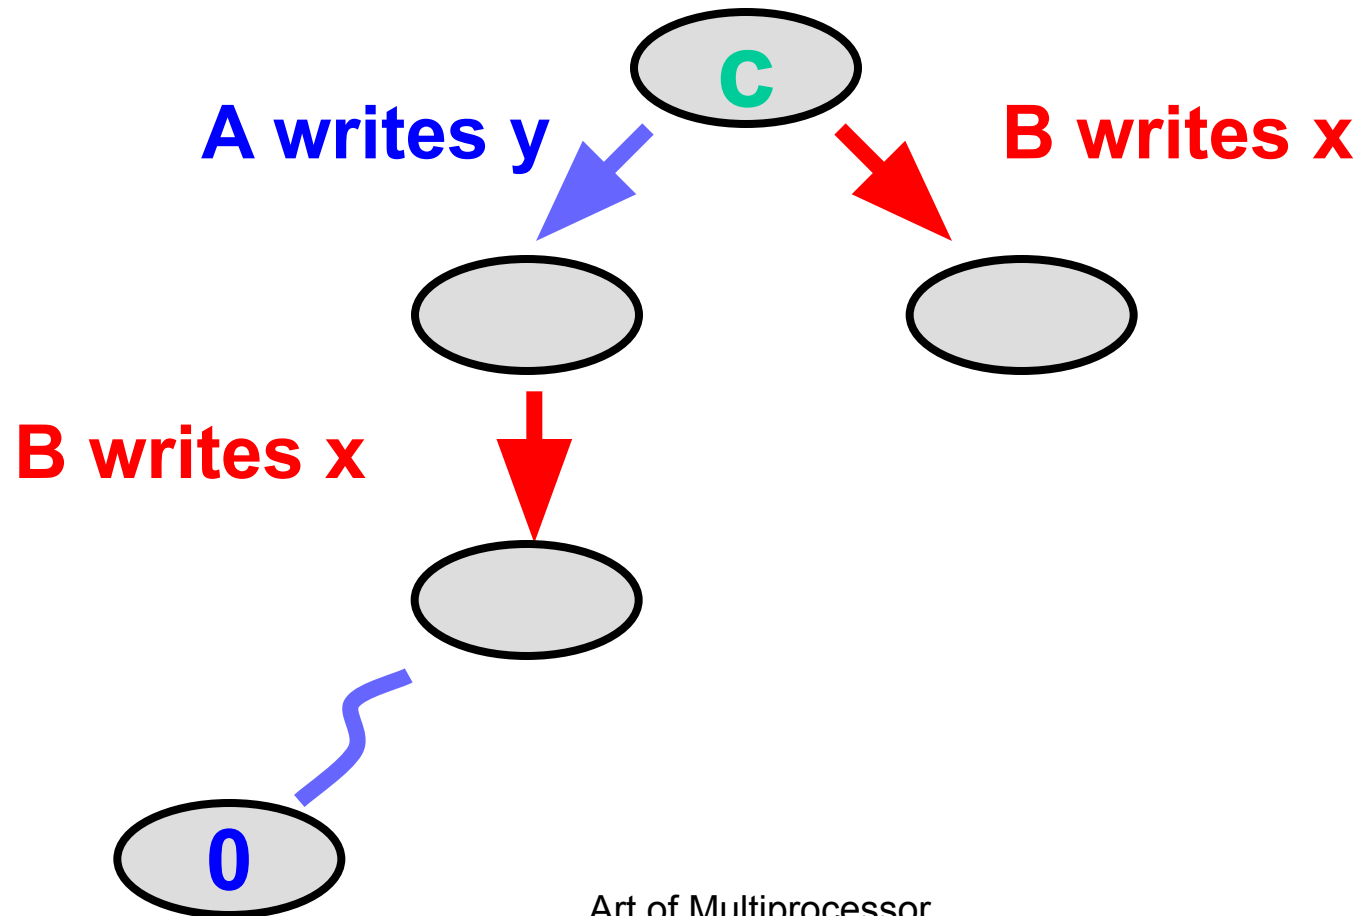 c
A writes y
B writes x
B writes x
0
Art of Multiprocessor